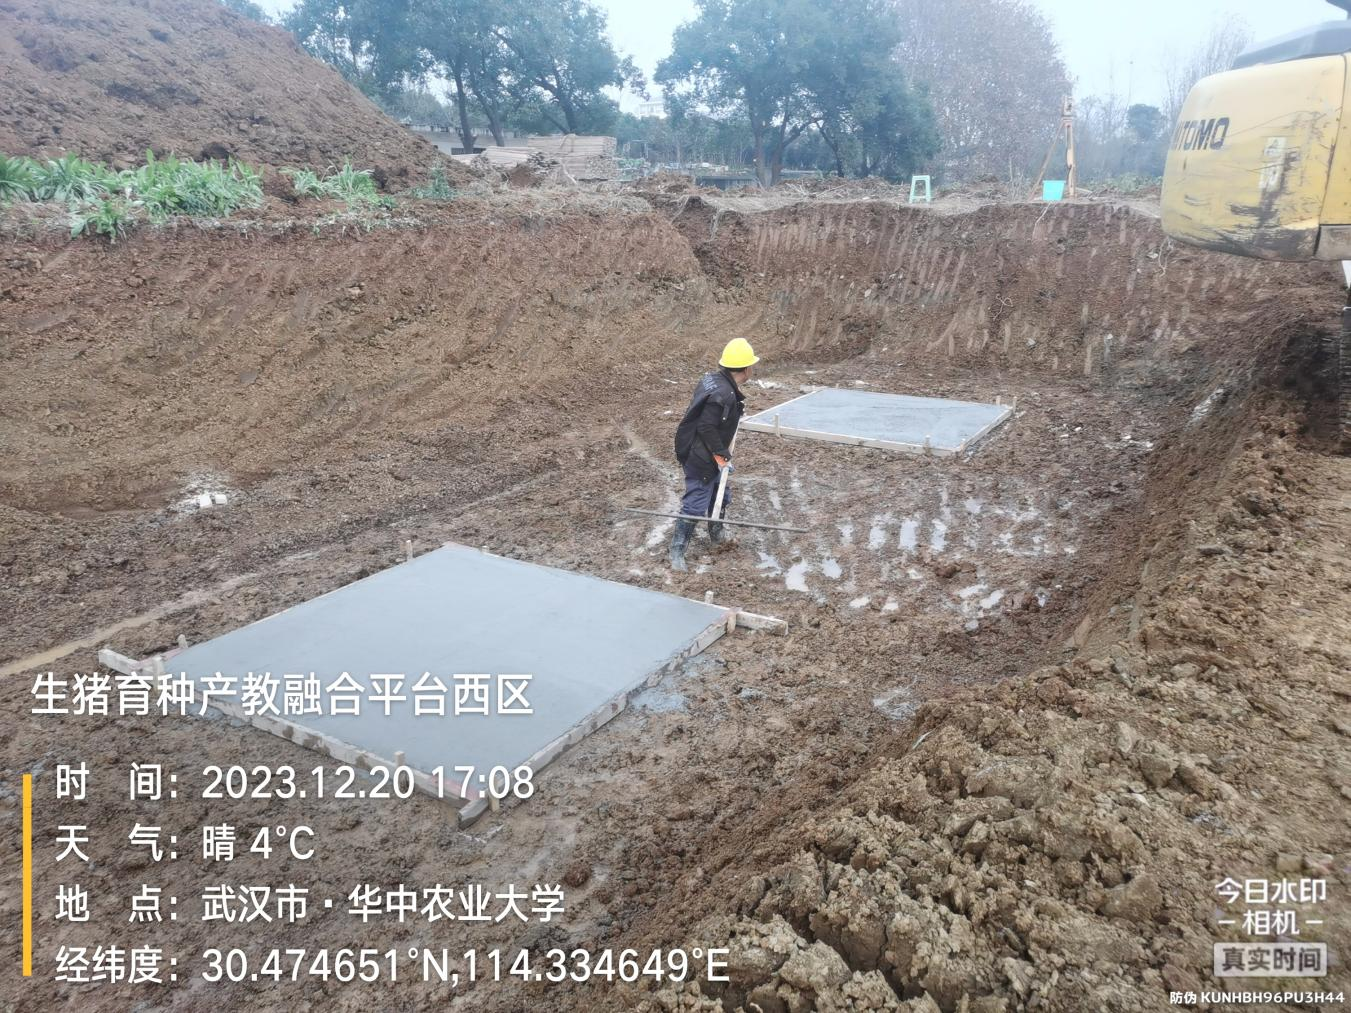 TOMO
生猪育种产教融合平台西区
时 间：2023.12.20 17:08
天 气：晴 4℃
地 点：武汉市·华中农业大学
经纬度：30.474651°N,114.334649°E
今日水印
相机
真实时间
防伪 KUNHBH96PU3H44